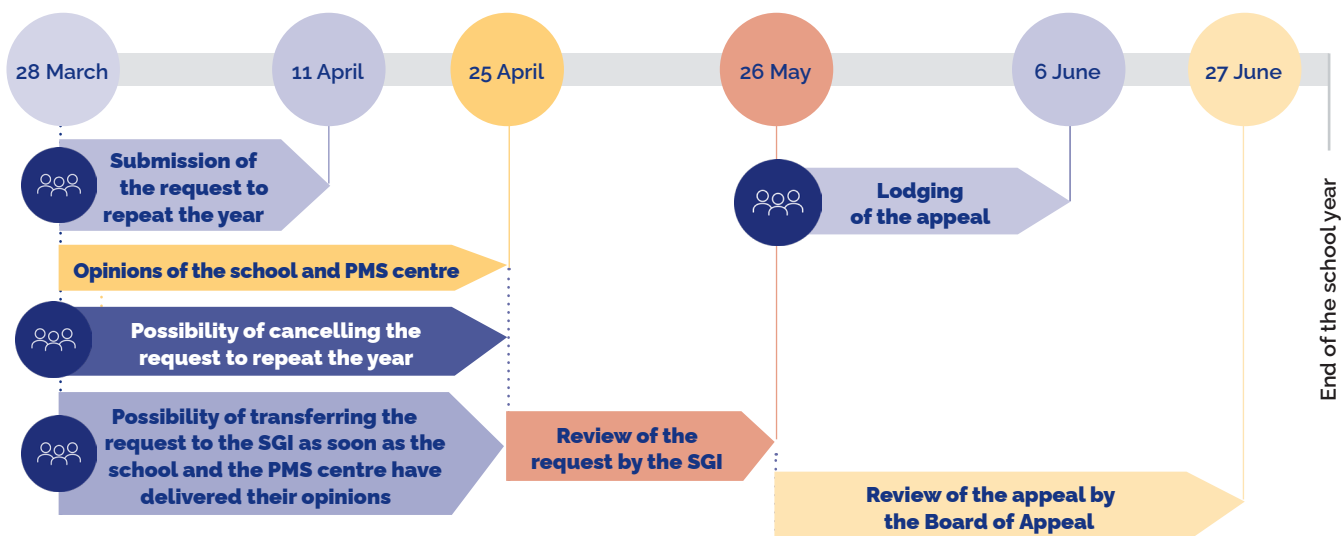 28 March
11 April
25 April
26 May
6 June
27 June
Submission of
the request to
repeat the year
Lodging
of the appeal
Opinions of the school and PMS centre
Possibility of cancelling the
request to repeat the year
Possibility of transferring the
request to the SGI as soon as the
school and the PMS centre have
delivered their opinions
Review of the
request by the SGI
Review of the appeal by
the Board of Appeal
End of the school year